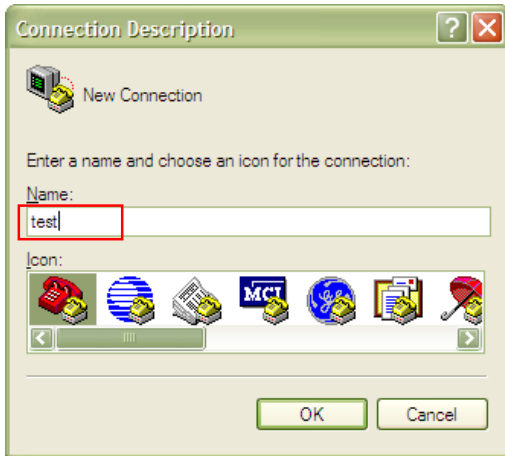 Connection Description
New Connection
Enter a name and choose an icon for the connection:
Name:
test
Icon:
MCI
OK Cancel